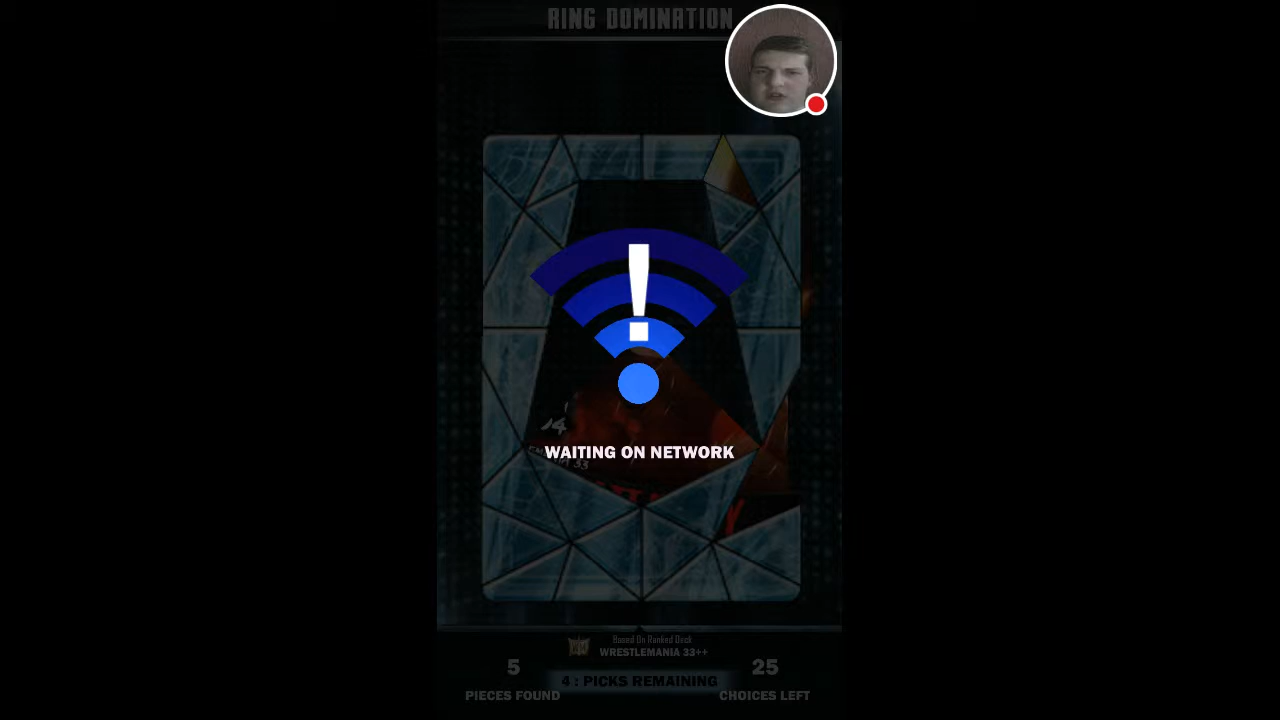 RING DOMINATION
!
WAITING ON NETWORK
Based On Ranked Deck
WRESTLEMANIA 33++
5
25
4 : PICKS REMAINING
PIECES FOUND
CHOICES LEFT